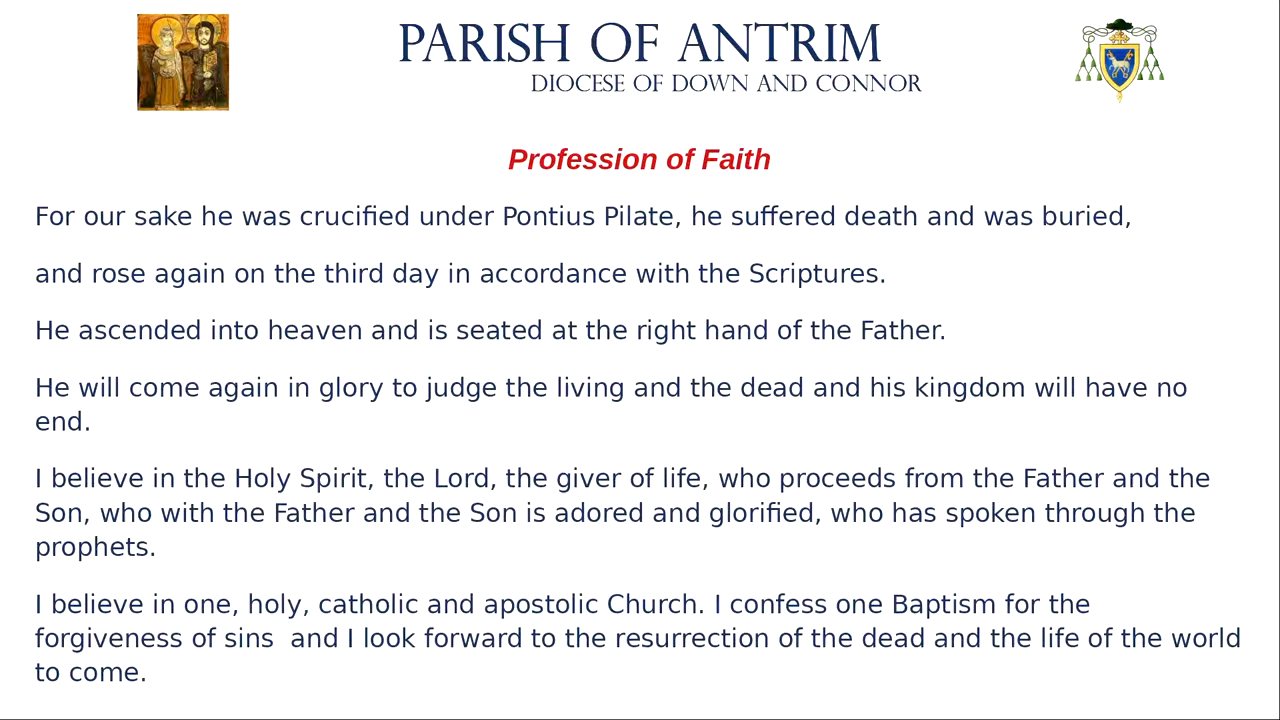 PARISH OF ANTRIM
DIOCESE OF DOWN AND CONNOR
Profession of Faith
For our sake he was crucified under Pontius Pilate, he suffered death and was buried,
and rose again on the third day in accordance with the Scriptures.
He ascended into heaven and is seated at the right hand of the Father.
He will come again in glory to judge the living and the dead and his kingdom will have no
end.
I believe in the Holy Spirit, the Lord, the giver of life, who proceeds from the Father and the
Son, who with the Father and the Son is adored and glorified, who has spoken through the
prophets.
I believe in one, holy, catholic and apostolic Church. I confess one Baptism for the
forgiveness of sins  and I look forward to the resurrection of the dead and the life of the world
to come.